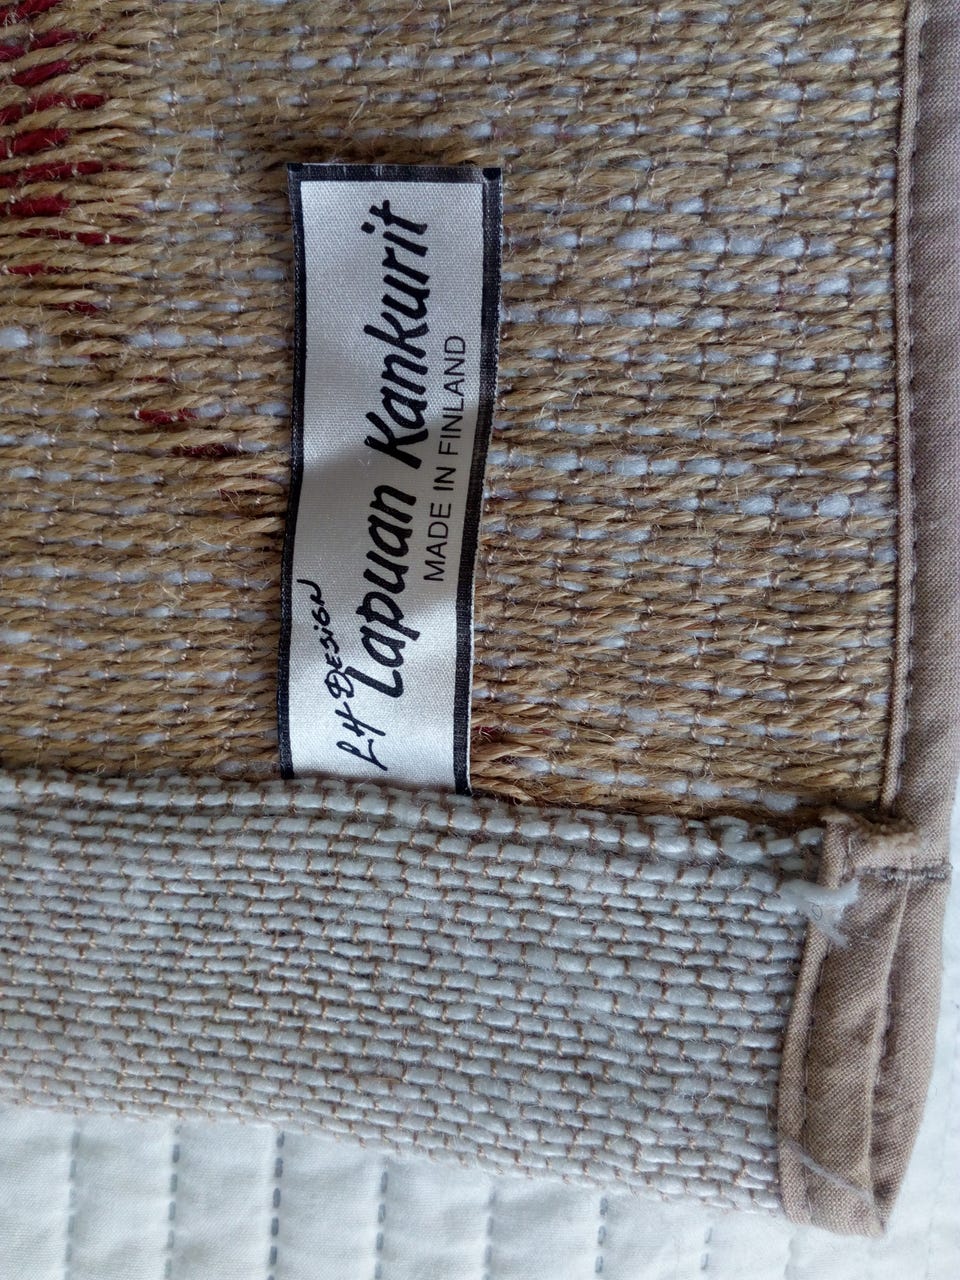 LH DESIGN
Lapuan Kankurit
MADE IN FINLAND